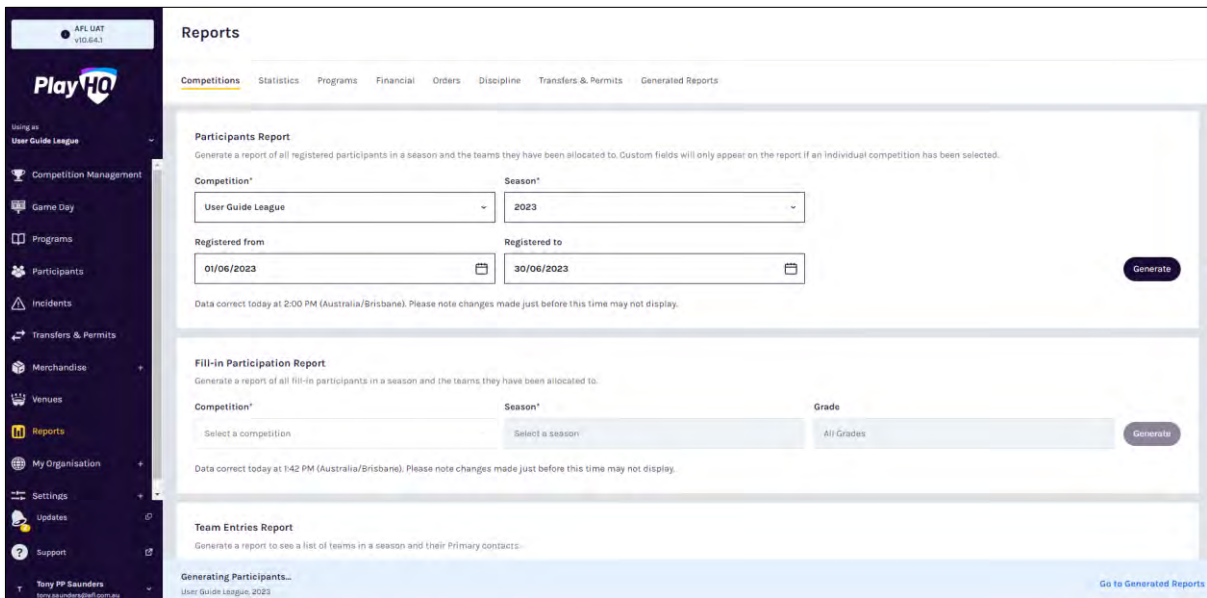 AFL UAT
v10.64.1
PlayHQ
Using as
User Guide League
Competition Management
Game Day
Programs
Participants
Incidents
Transfers & Permits
Merchandise +
Venues
Reports
My Organisation +
Settings +
Updates
? Support
T Tony PP Saunders
tony.saunders@afl.com.au
Reports
Competitions Statistics Programs Financial Orders Discipline Transfers & Permits Generated Reports
Participants Report
Generate a report of all registered participants in a season and the teams they have been allocated to. Custom fields will only appear on the report if an individual competition has been selected.
Competition* Season*
User Guide League 2023
Registered from Registered to
01/06/2023 30/06/2023
Generate
Data correct today at 2:00 PM (Australia/Brisbane). Please note changes made just before this time may not display.
Fill-in Participation Report
Generate a report of all fill-in participants in a season and the teams they have been allocated to.
Competition* Season* Grade
Select a competition Select a season All Grades Generate
Data correct today at 1:42 PM (Australia/Brisbane). Please note changes made just before this time may not display.
Team Entries Report
Generate a report to see a list of teams in a season and their Primary contacts.
Generating Participants...
User Guide League, 2023
Go to Generated Reports